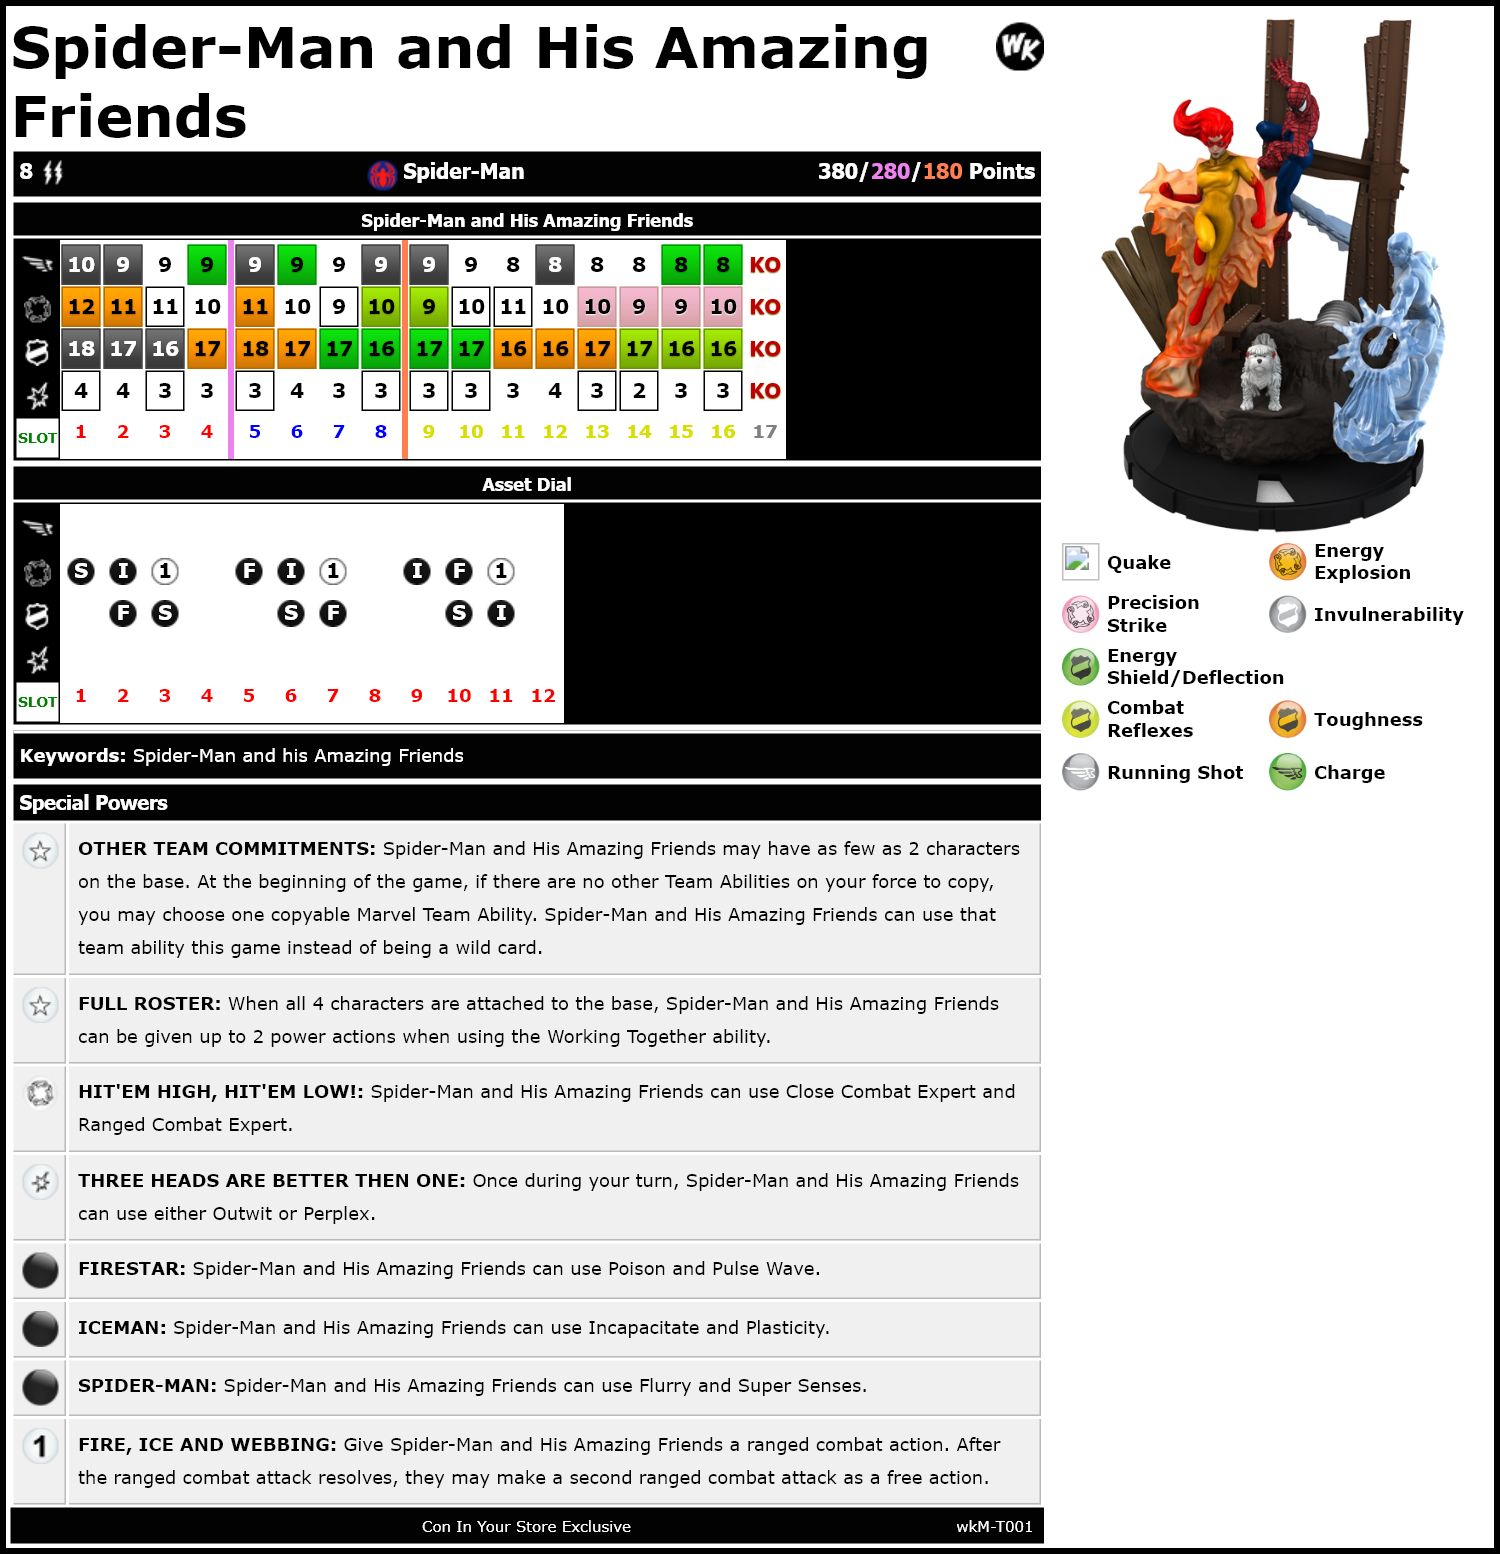 Spider-Man and His Amazing
Friends
WK
8 Spider-Man 380/280/180 Points
Spider-Man and His Amazing Friends
10 9 9 9 9 9 9 9 9 9 8 8 8 8 8 8 KO
12 11 11 10 11 10 9 10 9 10 11 10 10 9 9 10 KO
18 17 16 17 18 17 17 16 17 17 16 16 17 17 16 16 KO
4 4 3 3 3 4 3 3 3 3 3 4 3 2 3 3 KO
SLOT 1 2 3 4 5 6 7 8 9 10 11 12 13 14 15 16 17
Asset Dial
S I 1 F I 1 I F 1
F S S F S I
SLOT 1 2 3 4 5 6 7 8 9 10 11 12
Keywords: Spider-Man and his Amazing Friends
Special Powers
OTHER TEAM COMMITMENTS: Spider-Man and His Amazing Friends may have as few as 2 characters
on the base. At the beginning of the game, if there are no other Team Abilities on your force to copy,
you may choose one copyable Marvel Team Ability. Spider-Man and His Amazing Friends can use that
team ability this game instead of being a wild card.
FULL ROSTER: When all 4 characters are attached to the base, Spider-Man and His Amazing Friends
can be given up to 2 power actions when using the Working Together ability.
HIT'EM HIGH, HIT'EM LOW!: Spider-Man and His Amazing Friends can use Close Combat Expert and
Ranged Combat Expert.
THREE HEADS ARE BETTER THEN ONE: Once during your turn, Spider-Man and His Amazing Friends
can use either Outwit or Perplex.
FIRESTAR: Spider-Man and His Amazing Friends can use Poison and Pulse Wave.
ICEMAN: Spider-Man and His Amazing Friends can use Incapacitate and Plasticity.
SPIDER-MAN: Spider-Man and His Amazing Friends can use Flurry and Super Senses.
1 FIRE, ICE AND WEBBING: Give Spider-Man and His Amazing Friends a ranged combat action. After
the ranged combat attack resolves, they may make a second ranged combat attack as a free action.
Con In Your Store Exclusive wkM-T001
Quake
Energy
Explosion
Precision
Strike
Invulnerability
Energy
Shield/Deflection
Combat
Reflexes
Toughness
Running Shot
Charge